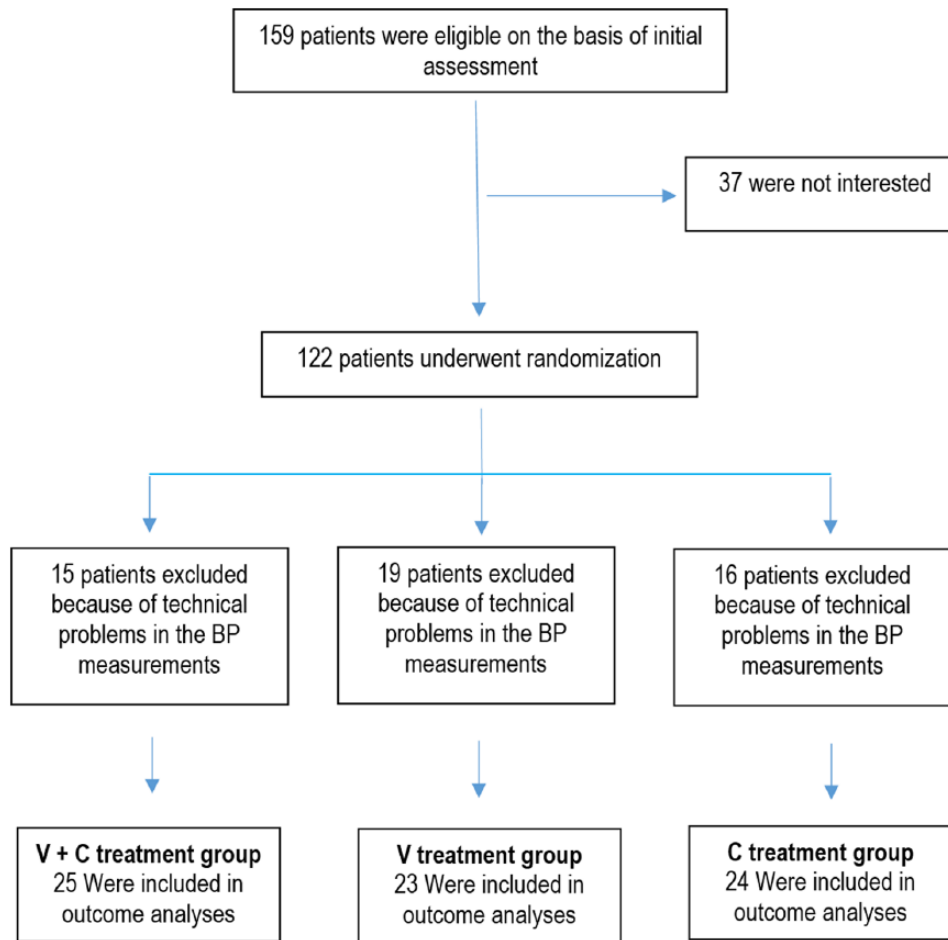 159 patients were eligible on the basis of initial
assessment
37 were not interested
122 patients underwent randomization
15 patients excluded
because of technical
problems in the BP
measurements
19 patients excluded
because of technical
problems in the BP
measurements
16 patients excluded
because of technical
problems in the BP
measurements
V + C treatment group
25 Were included in
outcome analyses
V treatment group
23 Were included in
outcome analyses
C treatment group
24 Were included in
outcome analyses